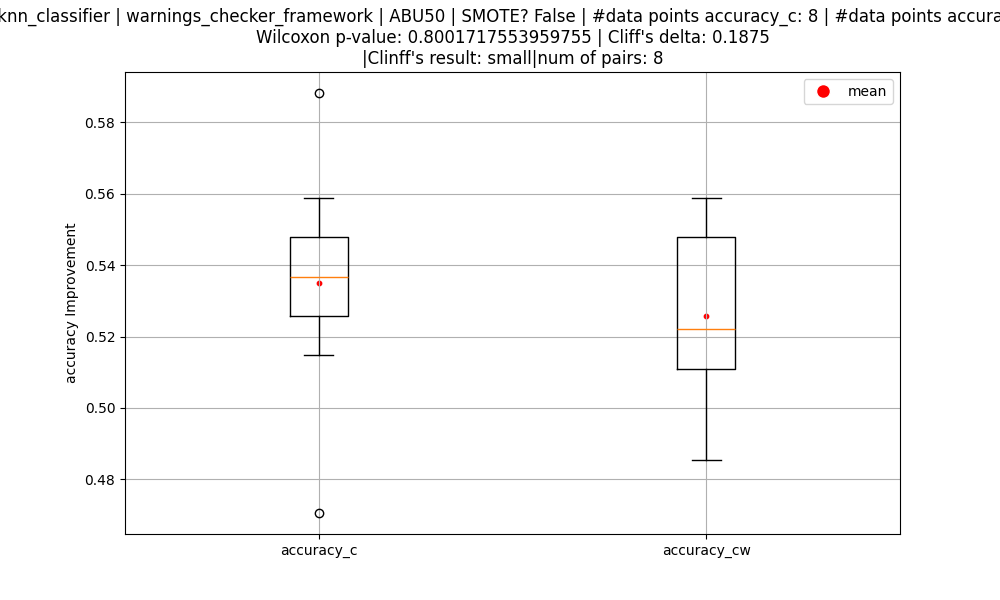 knn_classifier | warnings_checker_framework | ABU50 | SMOTE? False | #data points accuracy_c: 8 | #data points
Wilcoxon p-value: 0.8001717553959755 | Cliff's delta: 0.1875
|Clinff's result: small|num of pairs: 8
mean
0.58
0.56
0.54
0.52
0.50
0.48
accuracy Improvement
accuracy_c
accuracy_cw